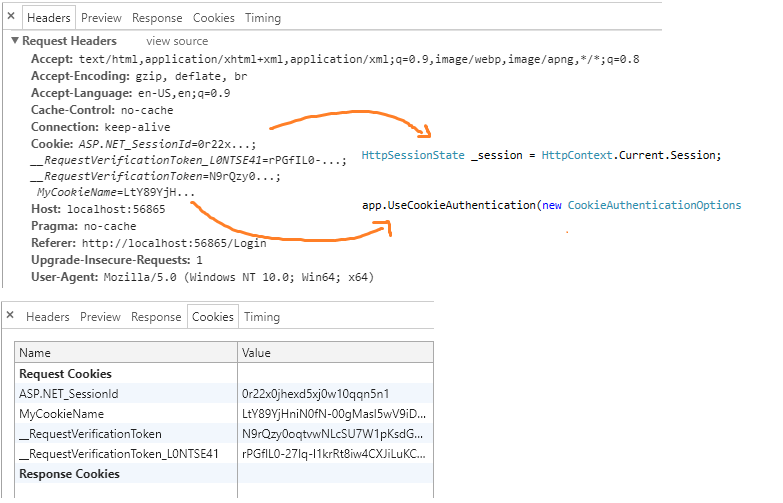 × Headers Preview Response Cookies Timing
▼ Request Headers view source
Accept: text/html,application/xhtml+xml,application/xml;q=0.9,image/webp,image/apng,*/*;q=0.8
Accept-Encoding: gzip, deflate, br
Accept-Language: en-US,en;q=0.9
Cache-Control: no-cache
Connection: keep-alive
Cookie: ASP.NET_SessionId=0r22x...;
__RequestVerificationToken_L0NTSE41=rPGfIL0-...;
__RequestVerificationToken=N9rQzy0...;
MyCookieName=LtY89YjH...
HttpSessionState _session = HttpContext.Current.Session;
app.UseCookieAuthentication(new CookieAuthenticationOptions
Host: localhost:56865
Pragma: no-cache
Referer: http://localhost:56865/Login
Upgrade-Insecure-Requests: 1
User-Agent: Mozilla/5.0 (Windows NT 10.0; Win64; x64)
× Headers Preview Response Cookies Timing
Name Value
Request Cookies
ASP.NET_SessionId 0r22x0jhexd5xj0w10qqn5n1
MyCookieName LtY89YjHniN0fN-00gMasI5wV9iD...
__RequestVerificationToken N9rQzy0oqtvwNLcSU7W1pKsdG...
__RequestVerificationToken_L0NTSE41 rPGfIL0-27Iq-I1krRt8iw4CXJiLuKC...
Response Cookies